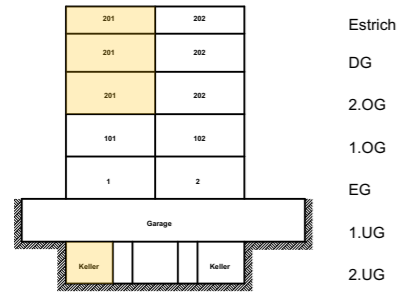 201 202 Estrich
201 202 DG
201 202 2.OG
101 102 1.OG
1 2 EG
Garage 1.UG
Keller Keller 2.UG